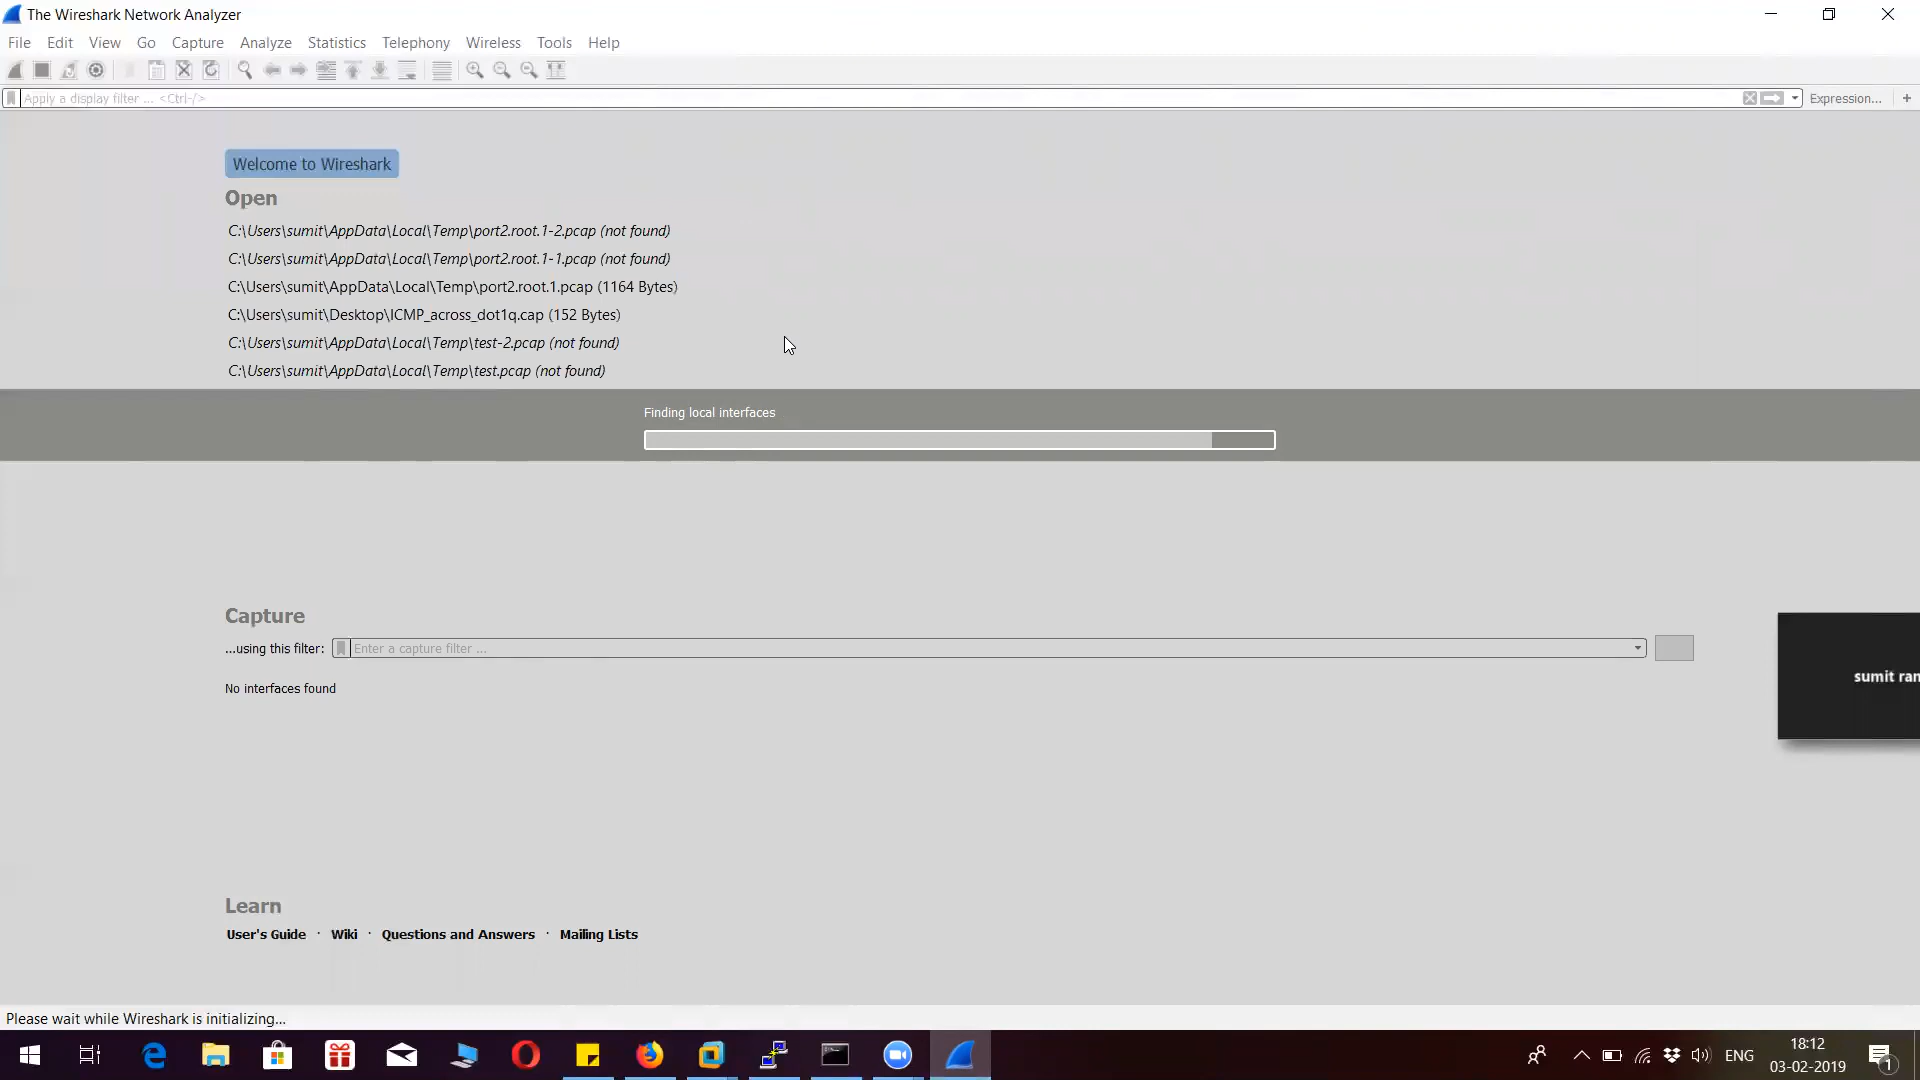 The Wireshark Network Analyzer
File Edit View Go Capture Analyze Statistics Telephony Wireless Tools Help
Apply a display filter ... <Ctrl-/>
Expression... +
Welcome to Wireshark
Open
C:\Users\sumit\AppData\Local\Temp\port2.root.1-2.pcap (not found)
C:\Users\sumit\AppData\Local\Temp\port2.root.1-1.pcap (not found)
C:\Users\sumit\AppData\Local\Temp\port2.root.1.pcap (1164 Bytes)
C:\Users\sumit\Desktop\ICMP_across_dot1q.cap (152 Bytes)
C:\Users\sumit\AppData\Local\Temp\test-2.pcap (not found)
C:\Users\sumit\AppData\Local\Temp\test.pcap (not found)
Finding local interfaces
Capture
...using this filter: Enter a capture filter ...
sumit ran
No interfaces found
Learn
User's Guide · Wiki · Questions and Answers · Mailing Lists
Please wait while Wireshark is initializing...
ENG
18:12
03-02-2019
1